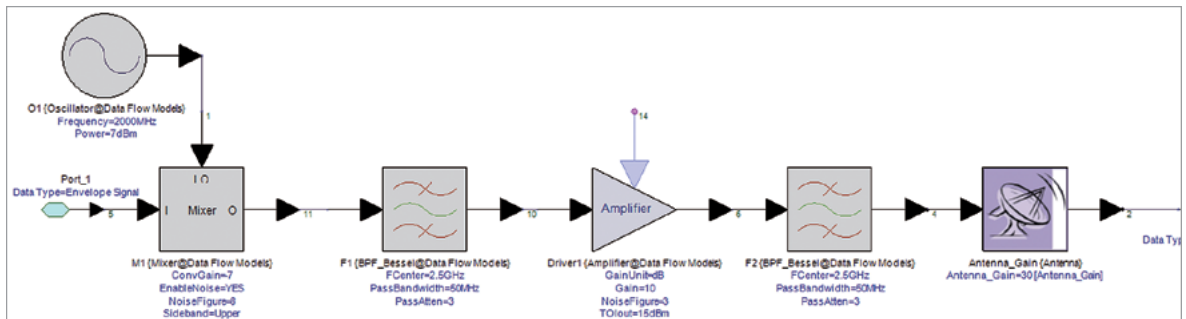 O1 {Oscillator@Data Flow Models}
Frequency=2000MHz
Power=7dBm
1
14
Port_1
Data Type=Envelope Signal
5
LO
I Mixer O
11
10
Amplifier
6
4
2
Data Typ
M1 {Mixer@Data Flow Models}
ConvGain=-7
EnableNoise=YES
NoiseFigure=8
Sideband=Upper
F1 {BPF_Bessel@Data Flow Models}
FCenter=2.5GHz
PassBandwidth=50MHz
PassAtten=3
Driver1 {Amplifier@Data Flow Models}
GainUnit=dB
Gain=10
NoiseFigure=3
TOIout=15dBm
F2 {BPF_Bessel@Data Flow Models}
FCenter=2.5GHz
PassBandwidth=50MHz
PassAtten=3
Antenna_Gain {Antenna}
Antenna_Gain=30 [Antenna_Gain]